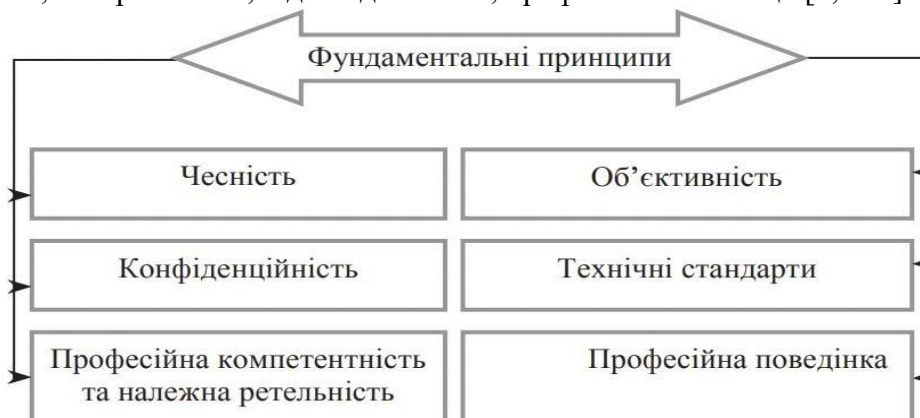 Фундаментальні принципи
Чесність
Об’єктивність
Конфіденційність
Технічні стандарти
Професійна компетентність
та належна ретельність
Професійна поведінка